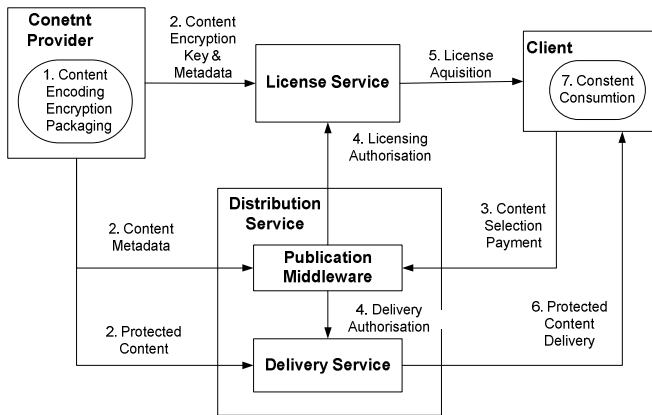 Conetnt
Provider
1. Content
Encoding
Encryption
Packaging
2. Content
Encryption
Key &
Metadata
License Service
5. License
Aquisition
Client
7. Constent
Consumtion
4. Licensing
Authorisation
Distribution
Service
2. Content
Metadata
Publication
Middleware
3. Content
Selection
Payment
4. Delivery
Authorisation
2. Protected
Content
Delivery Service
6. Protected
Content
Delivery